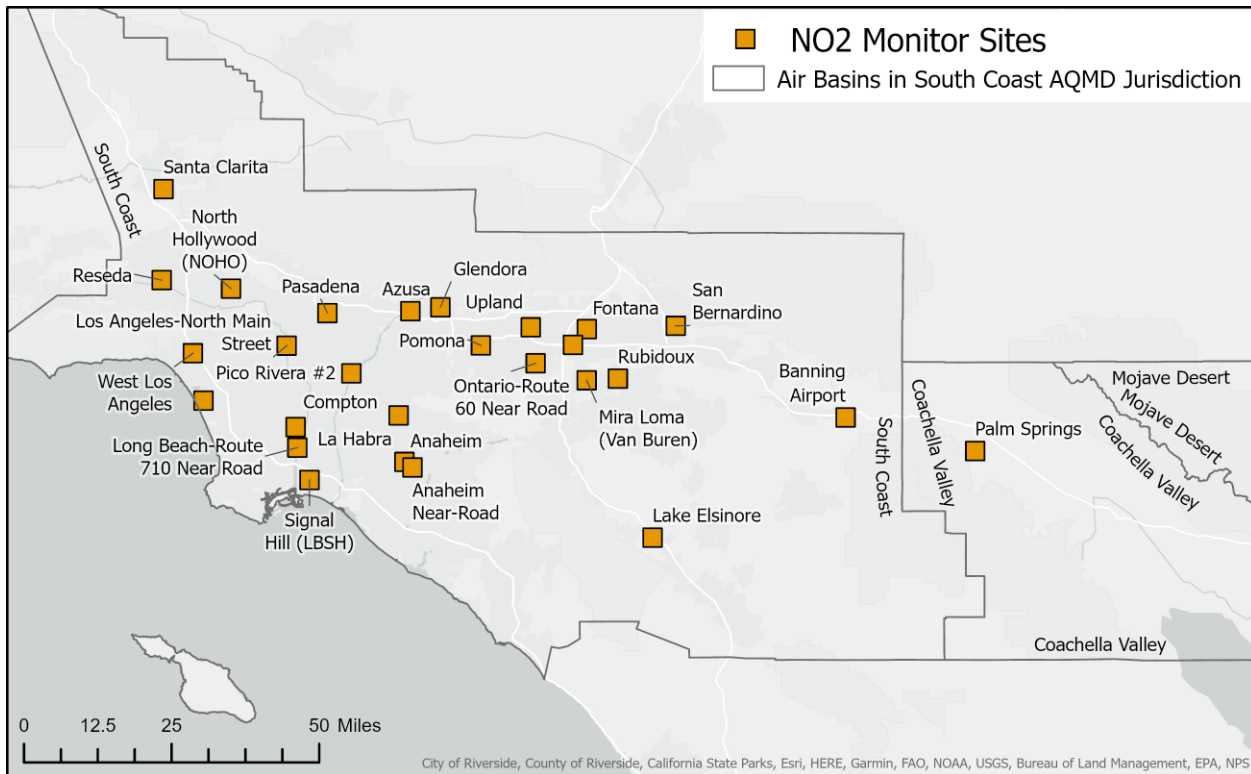 NO2 Monitor Sites
Air Basins in South Coast AQMD Jurisdiction
South Coast
Santa Clarita
North
Hollywood
(NOHO)
Reseda
Pasadena
Azusa
Glendora
Upland
Fontana
San
Bernardino
Los Angeles-North Main
Street
Pomona
Pico Rivera #2
Ontario-Route
60 Near Road
Rubidoux
Mira Loma
(Van Buren)
West Los
Angeles
Compton
La Habra
Long Beach-Route
710 Near Road
Anaheim
Anaheim
Near-Road
Signal
Hill (LBSH)
Banning
Airport
South Coast
Coachella Valley
Palm Springs
Mojave Desert
Mojave Desert
Coachella Valley
Lake Elsinore
Coachella Valley
0 12.5 25 50 Miles
City of Riverside, County of Riverside, California State Parks, Esri, HERE, Garmin, FAO, NOAA, USGS, Bureau of Land Management, EPA, NPS